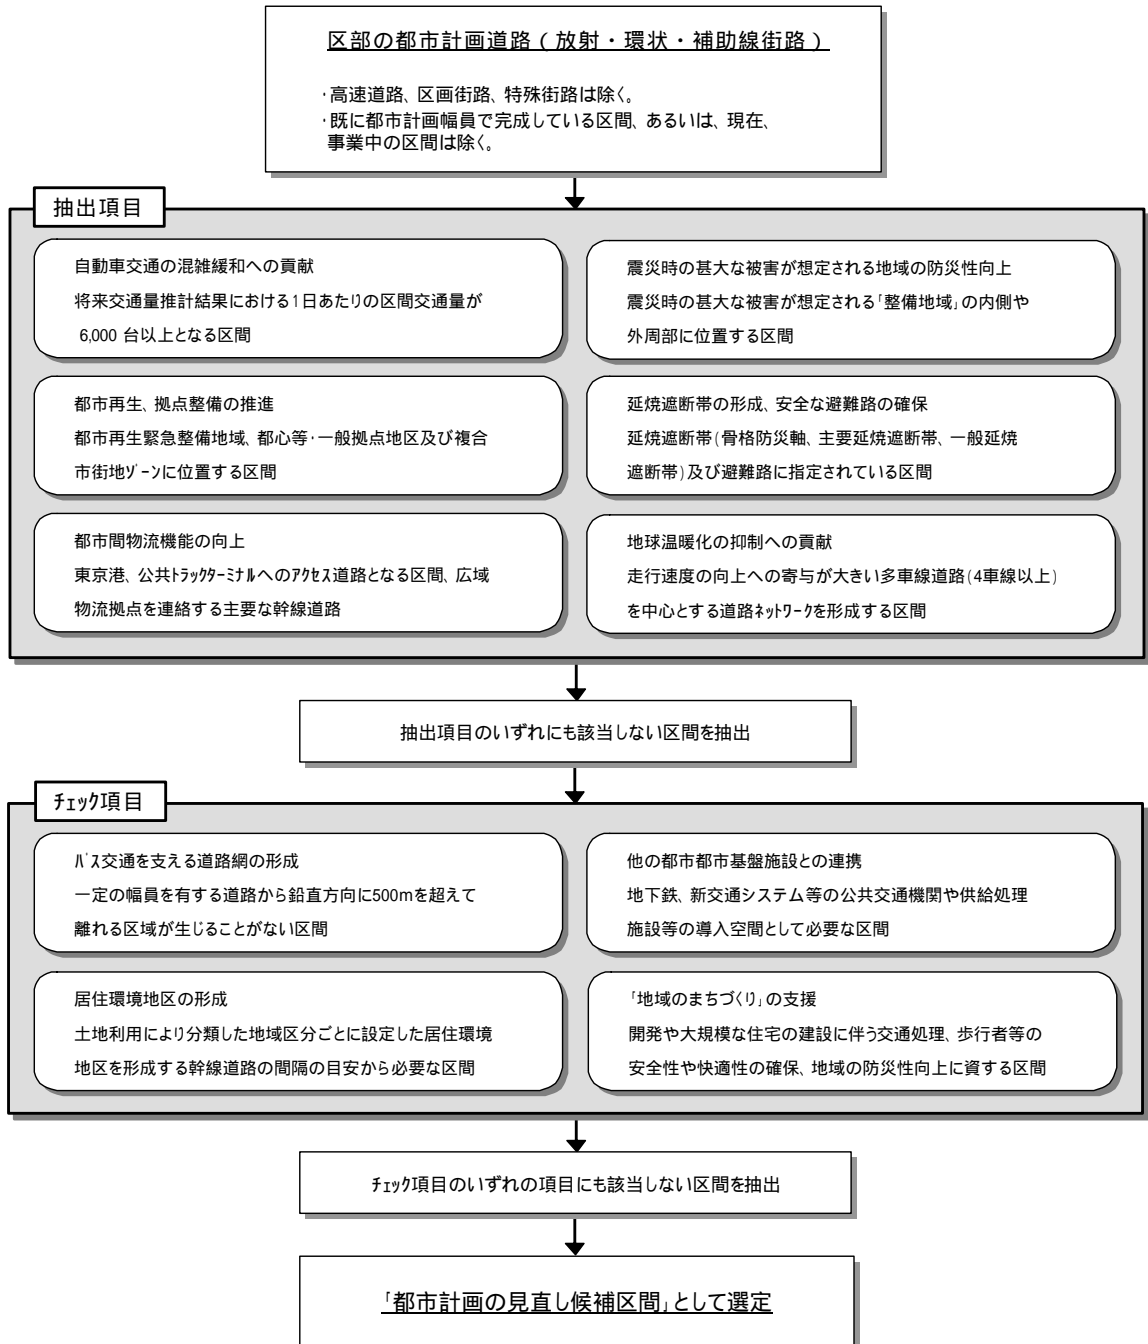 区部の都市計画道路(放射・環状・補助線街路)
・高速道路、区画街路、特殊街路は除く。
・既に都市計画幅員で完成している区間、あるいは、現在、
事業中の区間は除く。
抽出項目
自動車交通の混雑緩和への貢献
将来交通量推計結果における1日あたりの区間交通量が
6,000 台以上となる区間
都市再生、拠点整備の推進
都市再生緊急整備地域、都心等・一般拠点地区及び複合
市街地ゾーンに位置する区間
都市間物流機能の向上
東京港、公共トラックターミナルへのアクセス道路となる区間、広域
物流拠点を連絡する主要な幹線道路
震災時の甚大な被害が想定される地域の防災性向上
震災時の甚大な被害が想定される「整備地域」の内側や
外周部に位置する区間
延焼遮断帯の形成、安全な避難路の確保
延焼遮断帯(骨格防災軸、主要延焼遮断帯、一般延焼
遮断帯)及び避難路に指定されている区間
地球温暖化の抑制への貢献
走行速度の向上への寄与が大きい多車線道路(4車線以上)
を中心とする道路ネットワークを形成する区間
抽出項目のいずれにも該当しない区間を抽出
チェック項目
バス交通を支える道路網の形成
一定の幅員を有する道路から鉛直方向に500mを超えて
離れる区域が生じることがない区間
居住環境地区の形成
土地利用により分類した地域区分ごとに設定した居住環境
地区を形成する幹線道路の間隔の目安から必要な区間
他の都市都市基盤施設との連携
地下鉄、新交通システム等の公共交通機関や供給処理
施設等の導入空間として必要な区間
「地域のまちづくり」の支援
開発や大規模な住宅の建設に伴う交通処理、歩行者等の
安全性や快適性の確保、地域の防災性向上に資する区間
チェック項目のいずれの項目にも該当しない区間を抽出
「都市計画の見直し候補区間」として選定